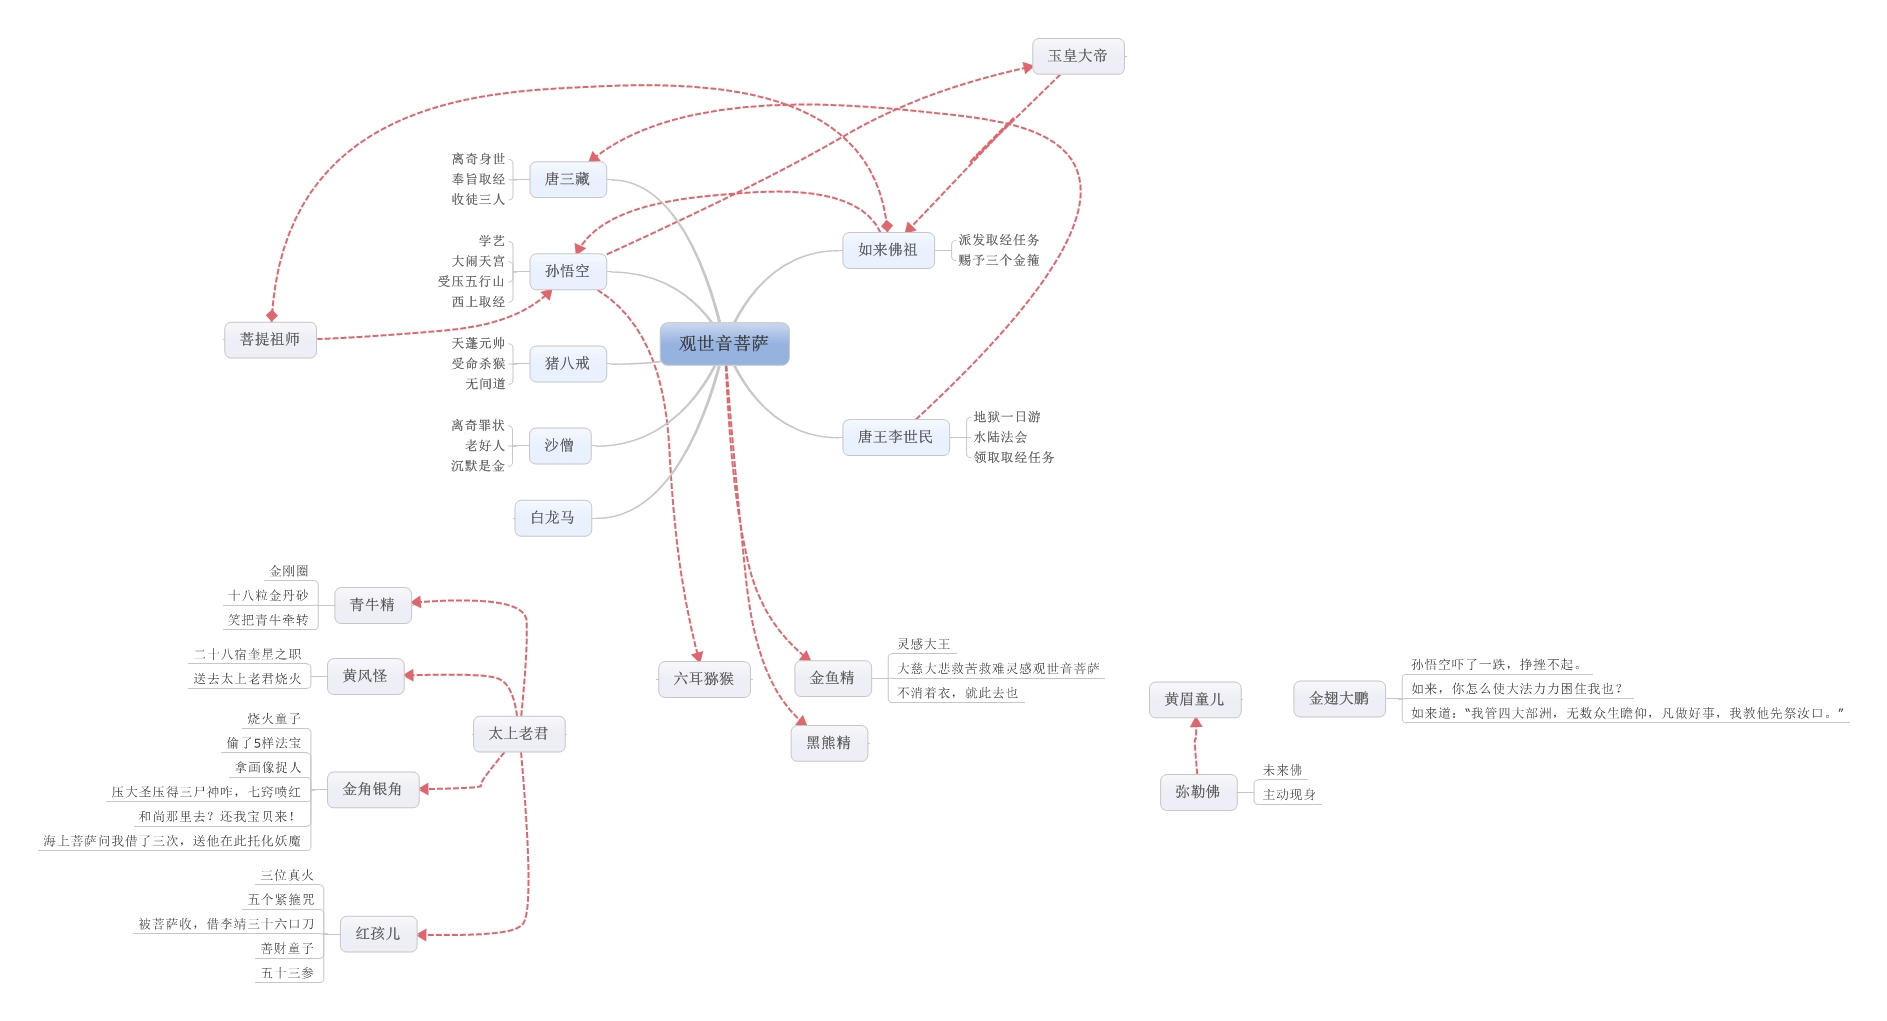 玉皇大帝
离奇身世
奉旨取经
收徒三人
唐三藏
学艺
大闹天宫
受压五行山
西上取经
孙悟空
如来佛祖
派发取经任务
赐予三个金箍
菩提祖师
观世音菩萨
天蓬元帅
受命杀猴
无间道
猪八戒
离奇罪状
老好人
沉默是金
沙僧
唐王李世民
地狱一日游
水陆法会
领取取经任务
白龙马
金刚圈
十八粒金丹砂
笑把青牛牵转
青牛精
二十八宿奎星之职
送去太上老君烧火
黄风怪
太上老君
烧火童子
偷了5样法宝
拿画像捉人
压大圣压得三尸神咋，七窍喷红
和尚那里去？还我宝贝来！
海上菩萨问我借了三次，送他在此托化妖魔
金角银角
三位真火
五个紧箍咒
被菩萨收，借李靖三十六口刀
善财童子
五十三参
红孩儿
六耳猕猴
金鱼精
灵感大王
大慈大悲救苦救难灵感观世音菩萨
不消着衣，就此去也
黑熊精
黄眉童儿
弥勒佛
未来佛
主动现身
金翅大鹏
孙悟空吓了一跌，挣挫不起。
如来，你怎么使大法力力困住我也？
如来道：“我管四大部洲，无数众生瞻仰，凡做好事，我教他先祭汝口。”